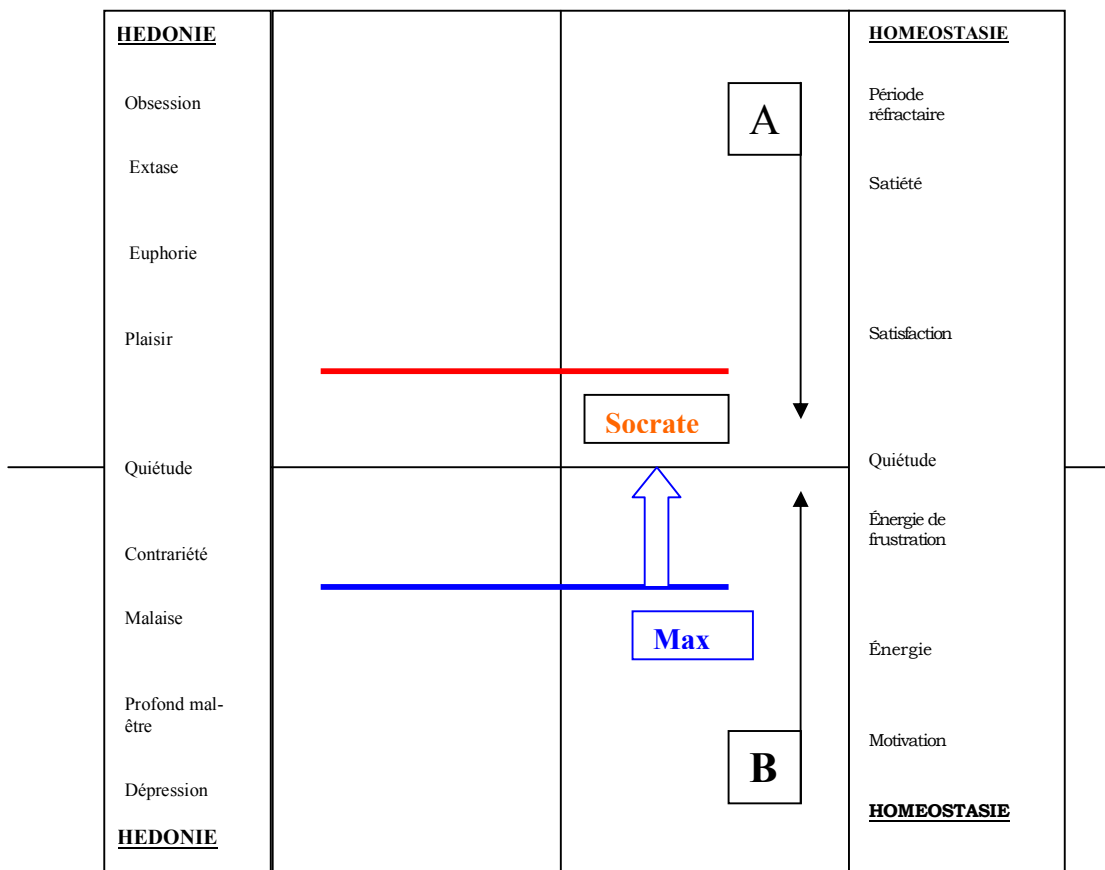 HEDONIE
Obsession
Extase
Euphorie
Plaisir
Quiétude
Contrariété
Malaise
Profond mal-
être
Dépression
HEDONIE
A
Socrate
Max
B
HOMEOSTASIE
Période
réfractaire
Satiété
Satisfaction
Quiétude
Énergie de
frustration
Énergie
Motivation
HOMEOSTASIE